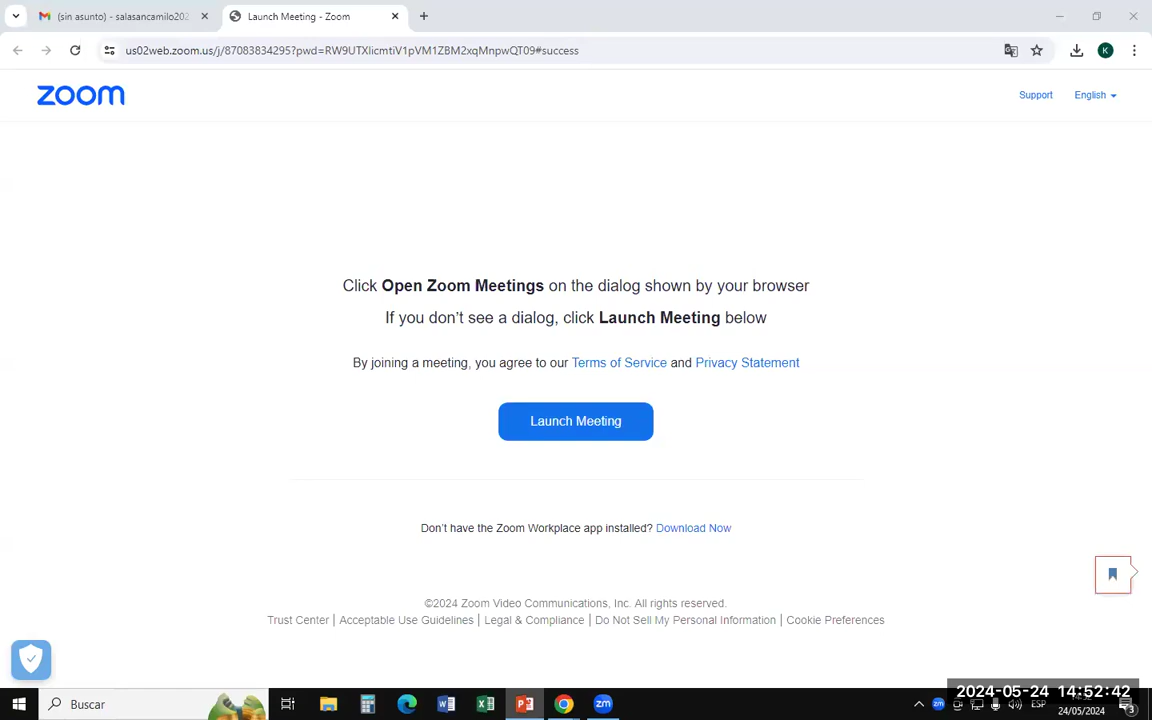 (sin asunto) - salasancamilo202
Launch Meeting - Zoom
us02web.zoom.us/j/87083834295?pwd=RW9UTXlicmtiV1pVM1ZBM2xqMnpwQT09#success
K
zoom
Support
English
Click Open Zoom Meetings on the dialog shown by your browser
If you don't see a dialog, click Launch Meeting below
By joining a meeting, you agree to our Terms of Service and Privacy Statement
Launch Meeting
Don't have the Zoom Workplace app installed? Download Now
©2024 Zoom Video Communications, Inc. All rights reserved.
Trust Center | Acceptable Use Guidelines | Legal & Compliance | Do Not Sell My Personal Information | Cookie Preferences
2024-05-24 14:52:42
Buscar
zm
zm
ESP
24/05/2024
3